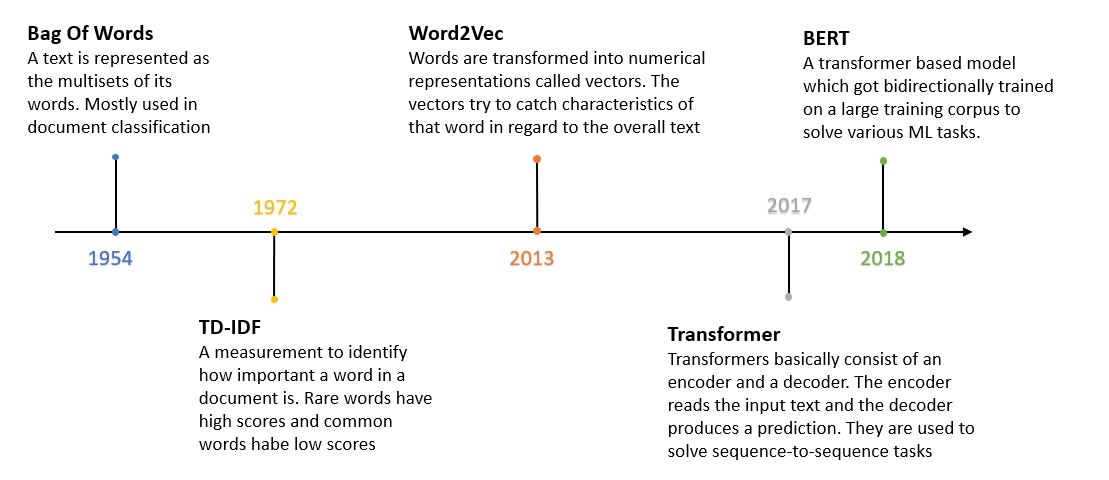 Bag Of Words
A text is represented as
the multisets of its
words. Mostly used in
document classification
Word2Vec
Words are transformed into numerical
representations called vectors. The
vectors try to catch characteristics of
that word in regard to the overall text
BERT
A transformer based model
which got bidirectionally trained
on a large training corpus to
solve various ML tasks.
1972
2017
1954
2013
2018
TD-IDF
A measurement to identify
how important a word in a
document is. Rare words have
high scores and common
words habe low scores
Transformer
Transformers basically consist of an
encoder and a decoder. The encoder
reads the input text and the decoder
produces a prediction. They are used to
solve sequence-to-sequence tasks